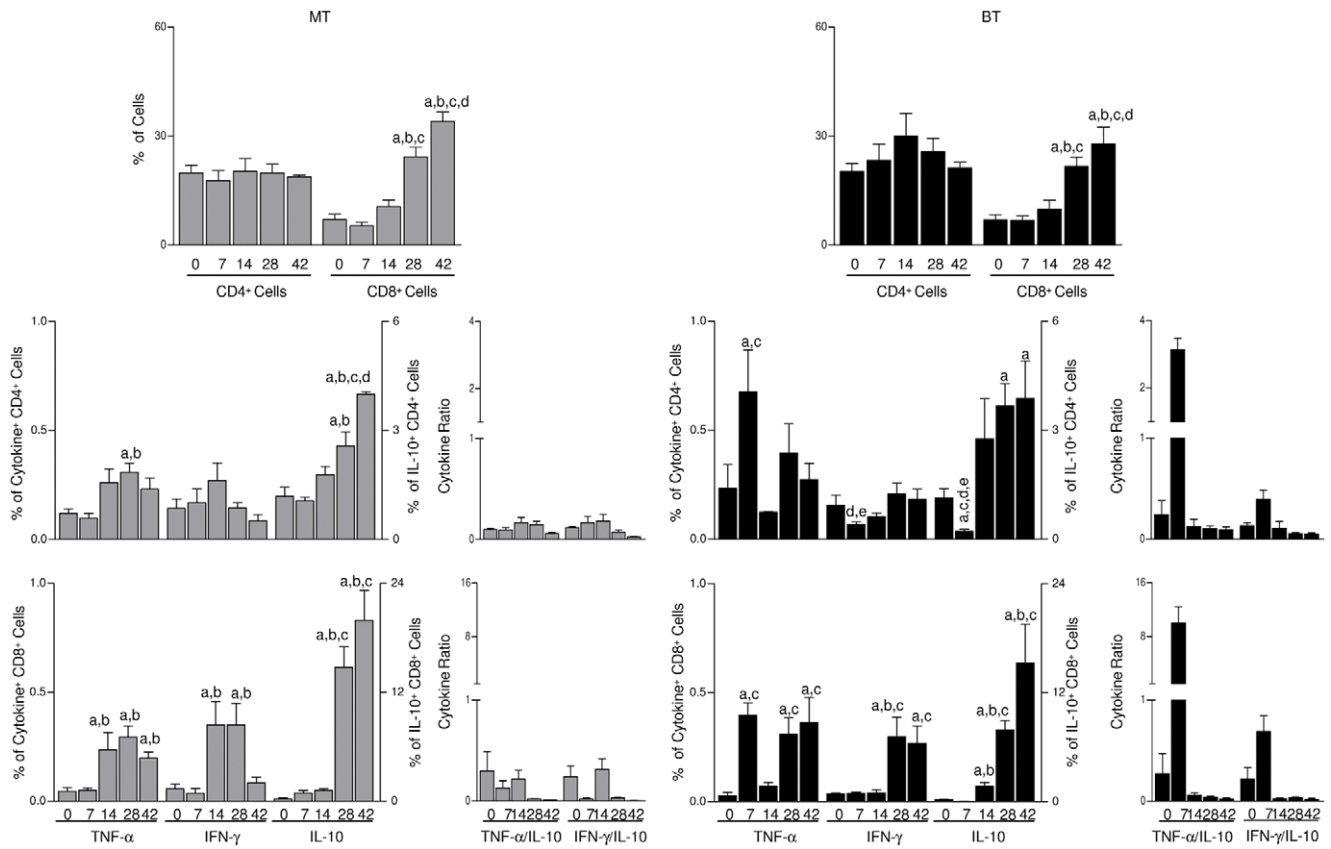 MT
BT
60
30
0
% of Cells
a,b,c
a,b,c,d
0 7 14 28 42 0 7 14 28 42
CD4+ Cells CD8+ Cells
60
30
0
a,b,c
a,b,c,d
0 7 14 28 42 0 7 14 28 42
CD4+ Cells CD8+ Cells
% of Cytokine+ CD4+ Cells
1.0
0.5
0.0
a,b
a,b
a,b,c,d
6
3
0
% of IL-10+ CD4+ Cells
4
2
1
0
Cytokine Ratio
% of Cytokine+ CD4+ Cells
1.0
0.5
0.0
a,c
d,e
a,c,d,e
a
a
6
3
0
% of IL-10+ CD4+ Cells
Cytokine Ratio
4
2
1
0
% of Cytokine+ CD8+ Cells
1.0
0.5
0.0
a,b
a,b
a,b
a,b
a,b
a,b,c
a,b,c
24
12
0
% of IL-10+ CD8+ Cells
0 7 14 28 42 0 7 14 28 42 0 7 14 28 42
TNF-α IFN-γ IL-10
Cytokine Ratio
16
8
1
0
0 7 14 28 42 0 7 14 28 42
TNF-α/IL-10 IFN-γ/IL-10
% of Cytokine+ CD8+ Cells
1.0
0.5
0.0
a,c
a,c
a,c
a,b,c
a,c
a,b
a,b,c
a,b,c
24
12
0
% of IL-10+ CD8+ Cells
0 7 14 28 42 0 7 14 28 42 0 7 14 28 42
TNF-α IFN-γ IL-10
Cytokine Ratio
16
8
1
0
0 7 14 28 42 0 7 14 28 42
TNF-α/IL-10 IFN-γ/IL-10